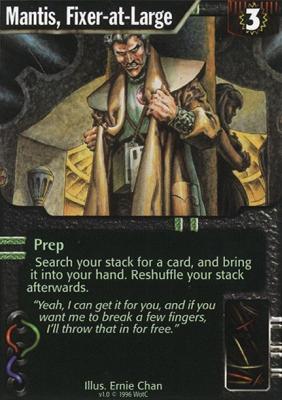 Mantis, Fixer-at-Large
3
Prep
Search your stack for a card, and bring
it into your hand. Reshuffle your stack
afterwards.
“Yeah, I can get it for you, and if you
want me to break a few fingers,
I'll throw that in for free.”
Illus. Ernie Chan
v1.0 © 1996 WotC